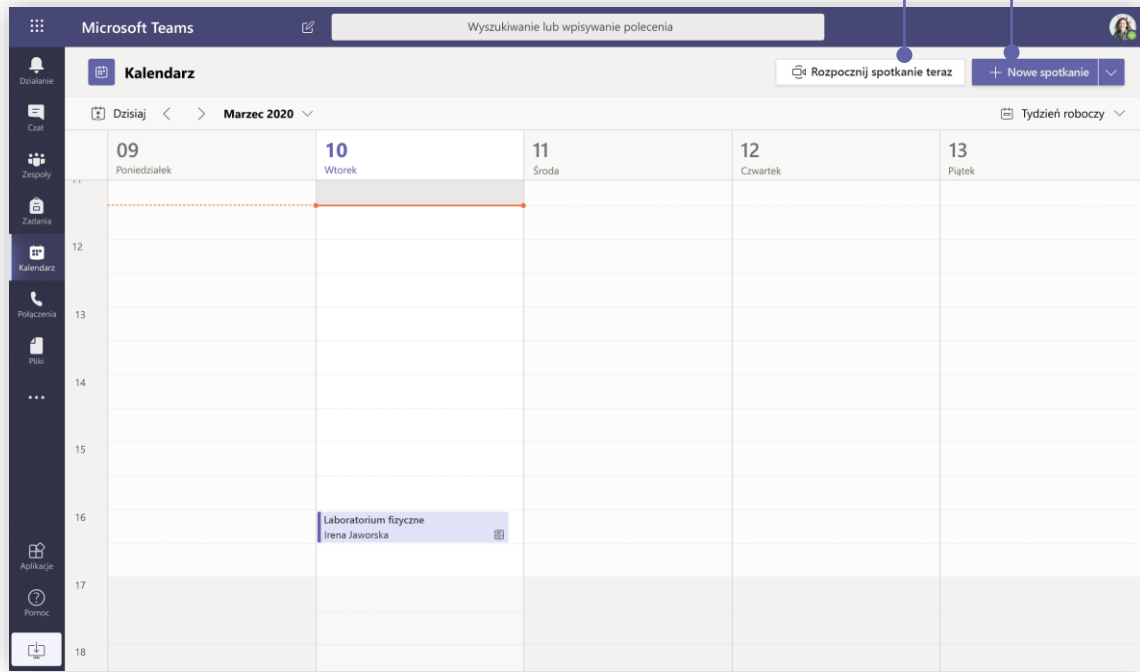 Microsoft Teams
Wyszukiwanie lub wpisywanie polecenia
Działanie
Czat
Zespoły
Zadania
Kalendarz
Połączenia
Pliki
Aplikacje
Pomoc
Kalendarz
Rozpocznij spotkanie teraz
+ Nowe spotkanie
Dzisiaj
Marzec 2020
Tydzień roboczy
09
Poniedziałek
10
Wtorek
11
Środa
12
Czwartek
13
Piątek
12
13
14
15
16
Laboratorium fizyczne
Irena Jaworska
17
18